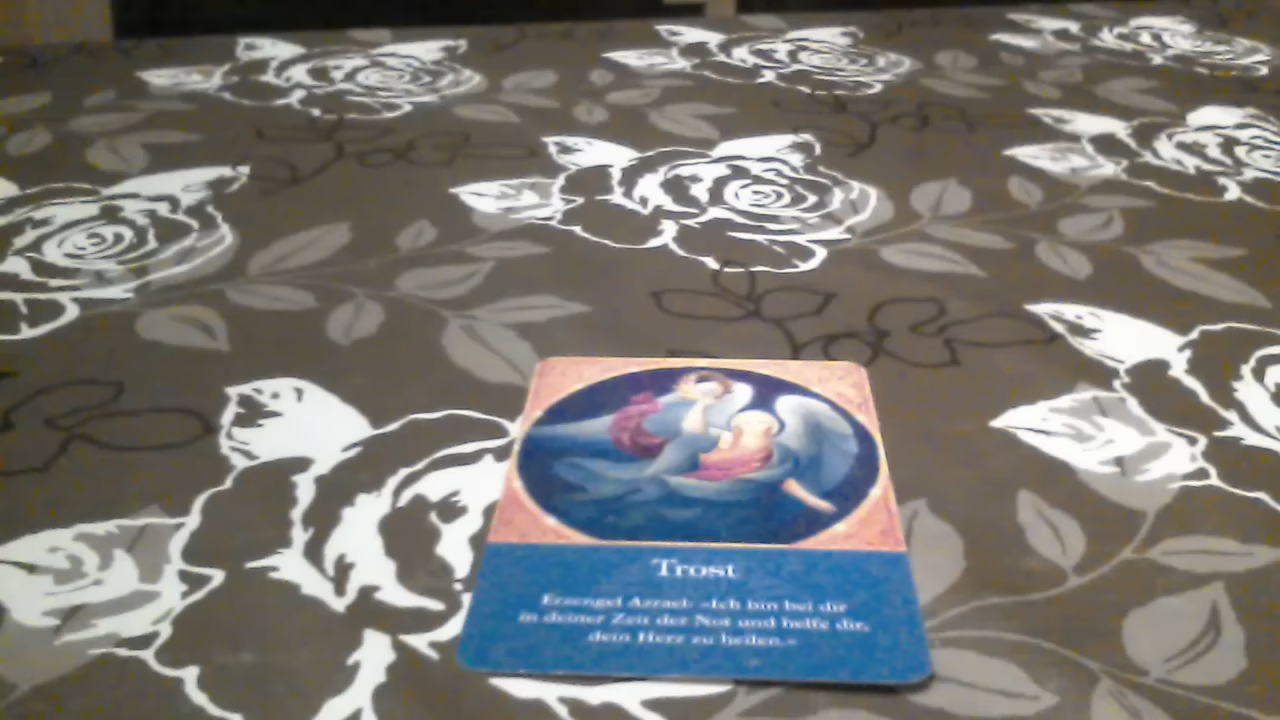 Trost
Erzengel Azrael: »Ich bin bei dir
in deiner Zeit der Not und helfe dir,
dein Herz zu heilen.«